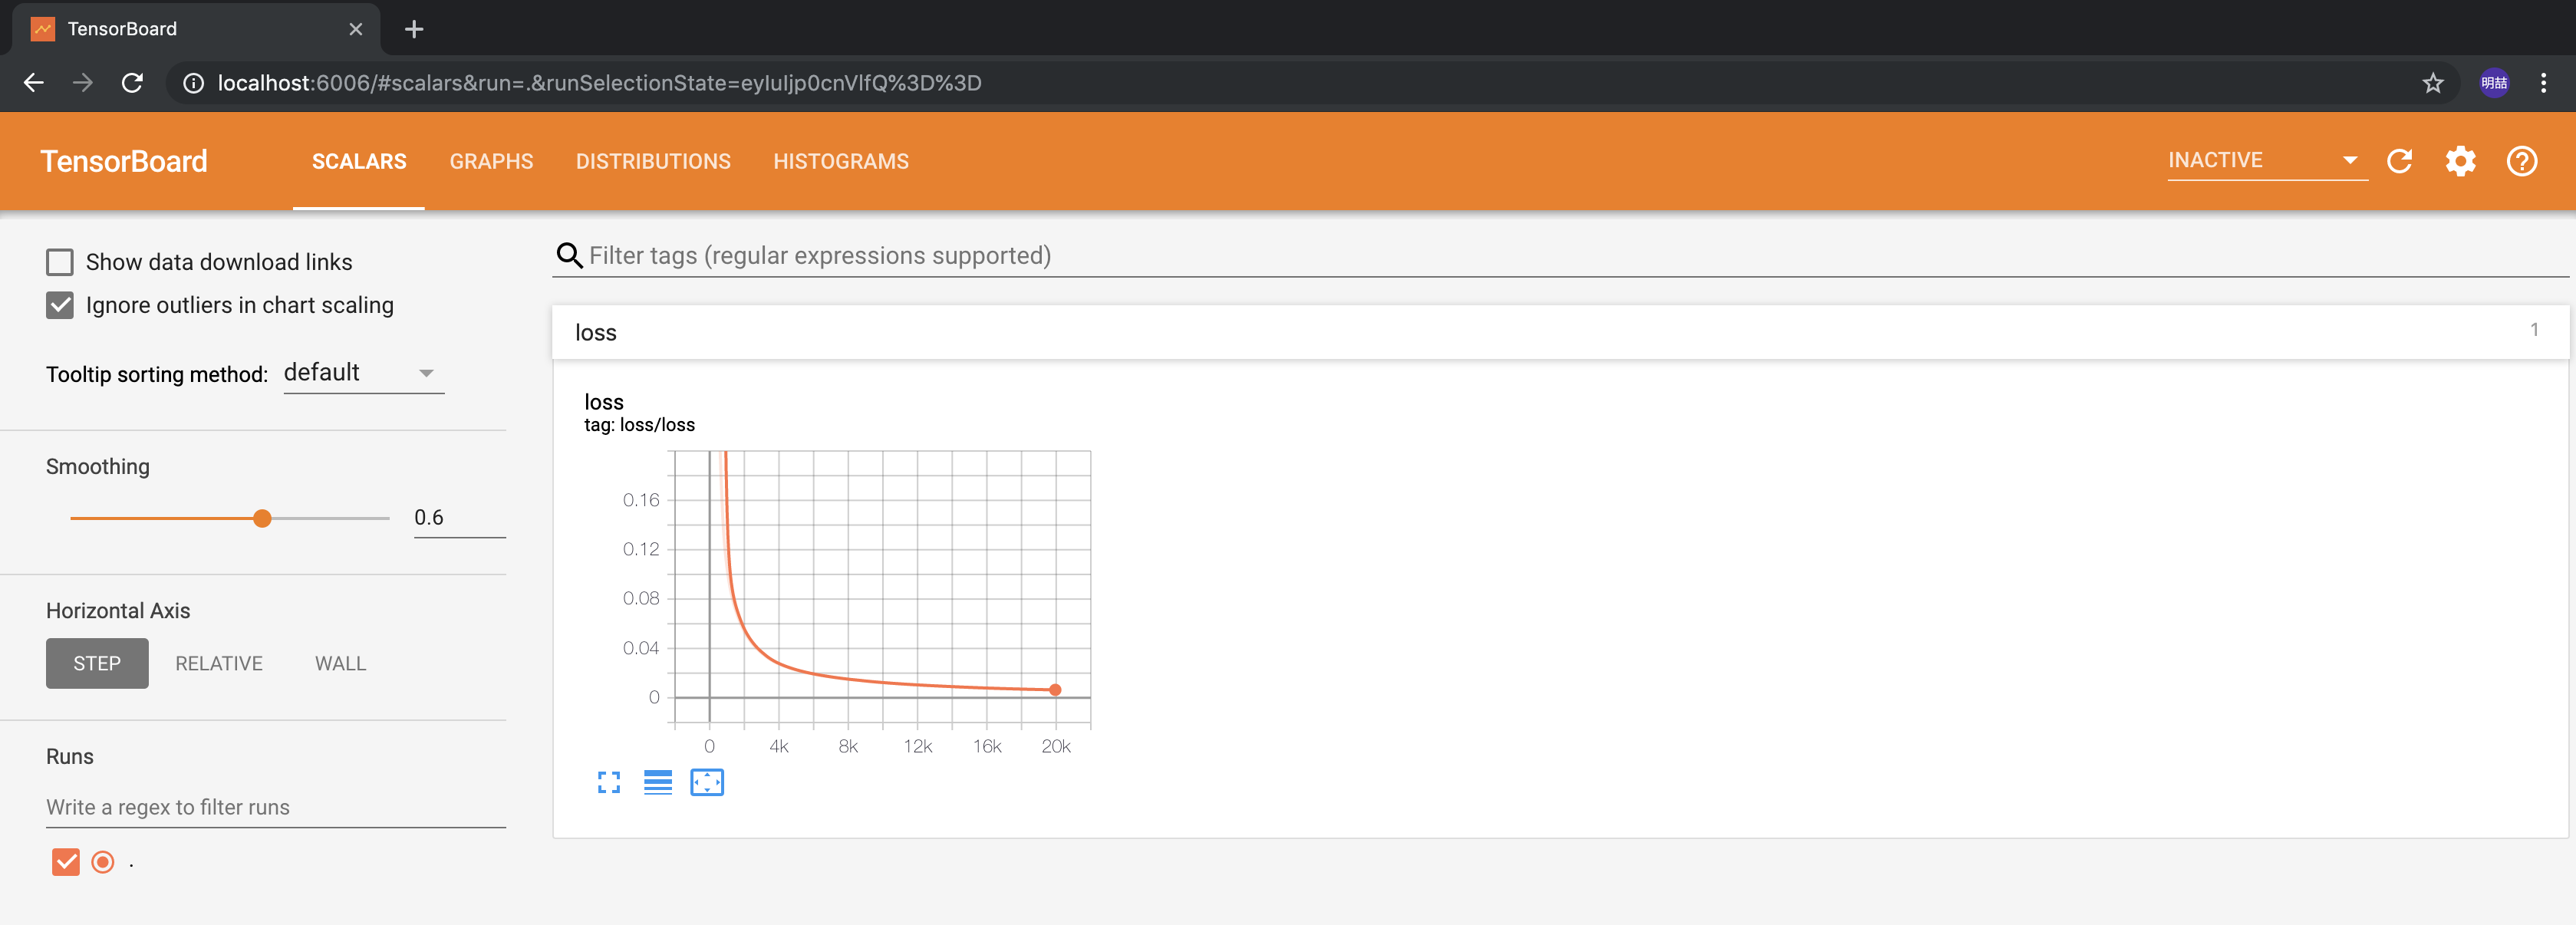 TensorBoard
localhost:6006/#scalars&run=.&runSelectionState=eyIuIjp0cnVlfQ%3D%3D
明喆
TensorBoard SCALARS GRAPHS DISTRIBUTIONS HISTOGRAMS INACTIVE
Show data download links
Ignore outliers in chart scaling
Tooltip sorting method: default
Smoothing
0.6
Horizontal Axis
STEP RELATIVE WALL
Runs
Write a regex to filter runs
.
Filter tags (regular expressions supported)
loss 1
loss
tag: loss/loss
0.16
0.12
0.08
0.04
0
0 4k 8k 12k 16k 20k